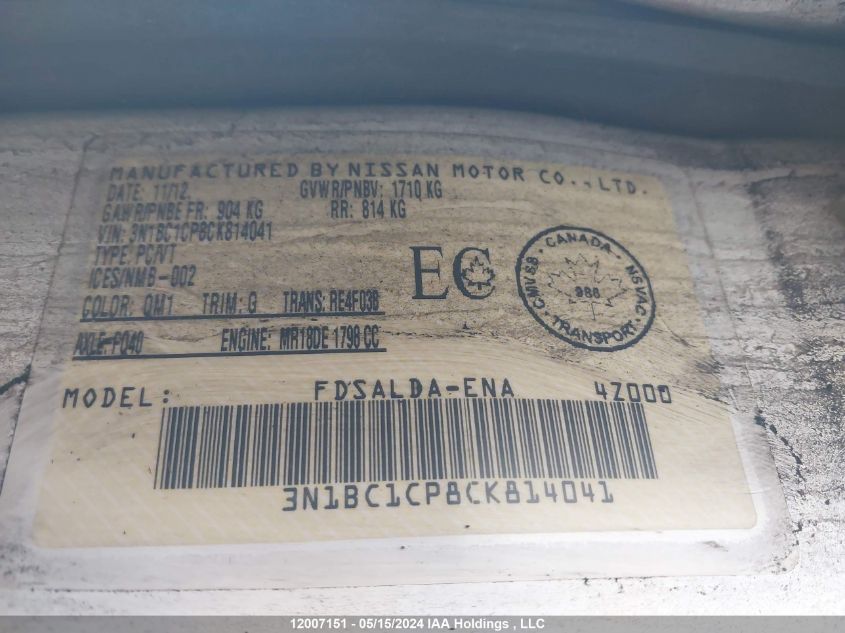 MANUFACTURED BY NISSAN MOTOR CO.,LTD.
DATE: 11/12 GVWR/PNBV: 1710 KG
GAWR/PNBE FR: 904 KG RR: 814 KG
VIN: 3N1BC1CP8CK814041
TYPE: PC/VT
ICES/NMB-002
COLOR: QM1 TRIM: G TRANS: RE4F03B
AXLE: FQ40 ENGINE: MR18DE 1798 CC
EC
CANADA
CMVSS NSVAC
988
TRANSPORT
MODEL: FDSALDA-ENA 4Z000
3N1BC1CP8CK814041
12007151 - 05/15/2024 IAA Holdings , LLC